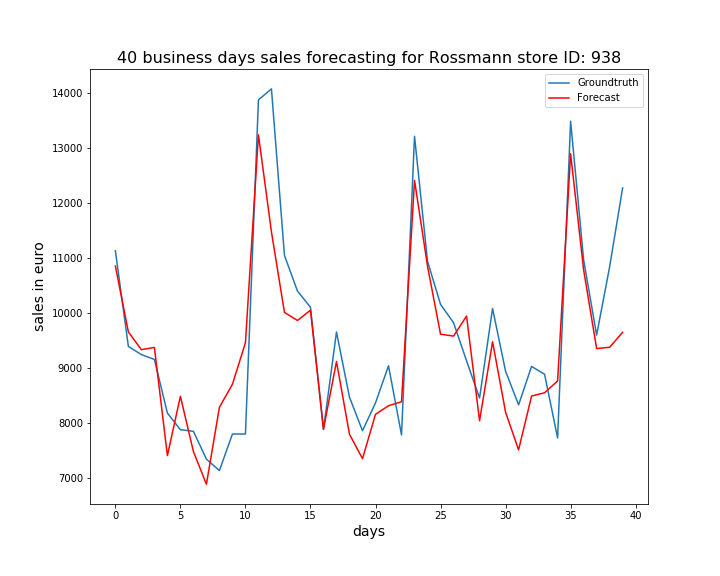 40 business days sales forecasting for Rossmann store ID: 938
Groundtruth
Forecast
14000
13000
12000
11000
10000
9000
8000
7000
sales in euro
0 5 10 15 20 25 30 35 40
days